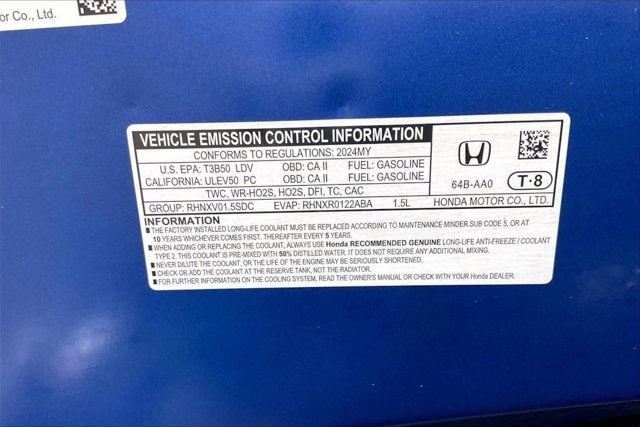 or Co., Ltd.
VEHICLE EMISSION CONTROL INFORMATION
CONFORMS TO REGULATIONS: 2024MY
U.S. EPA: T3B50 LDV OBD: CA II FUEL: GASOLINE
CALIFORNIA: ULEV50 PC OBD: CA II FUEL: GASOLINE
TWC, WR-HO2S, HO2S, DFI, TC, CAC
GROUP: RHNXV01.5SDC EVAP: RHNXR0122ABA 1.5L
64B-AA0 T·8
HONDA MOTOR CO., LTD.
INFORMATION
■ THE FACTORY INSTALLED LONG-LIFE COOLANT MUST BE REPLACED ACCORDING TO MAINTENANCE MINDER SUB CODE 5, OR AT
10 YEARS WHICHEVER COMES FIRST. THEREAFTER EVERY 5 YEARS.
■ WHEN ADDING OR REPLACING THE COOLANT, ALWAYS USE Honda RECOMMENDED GENUINE LONG-LIFE ANTI-FREEZE / COOLANT
TYPE 2. THIS COOLANT IS PRE-MIXED WITH 50% DISTILLED WATER. IT DOES NOT REQUIRE ANY ADDITIONAL MIXING.
■ NEVER DILUTE THE COOLANT, OR THE LIFE OF THE ENGINE MAY BE SERIOUSLY SHORTENED.
■ CHECK OR ADD THE COOLANT AT THE RESERVE TANK, NOT THE RADIATOR.
■ FOR FURTHER INFORMATION ON THE COOLING SYSTEM, READ THE OWNER'S MANUAL OR CHECK WITH YOUR Honda DEALER.